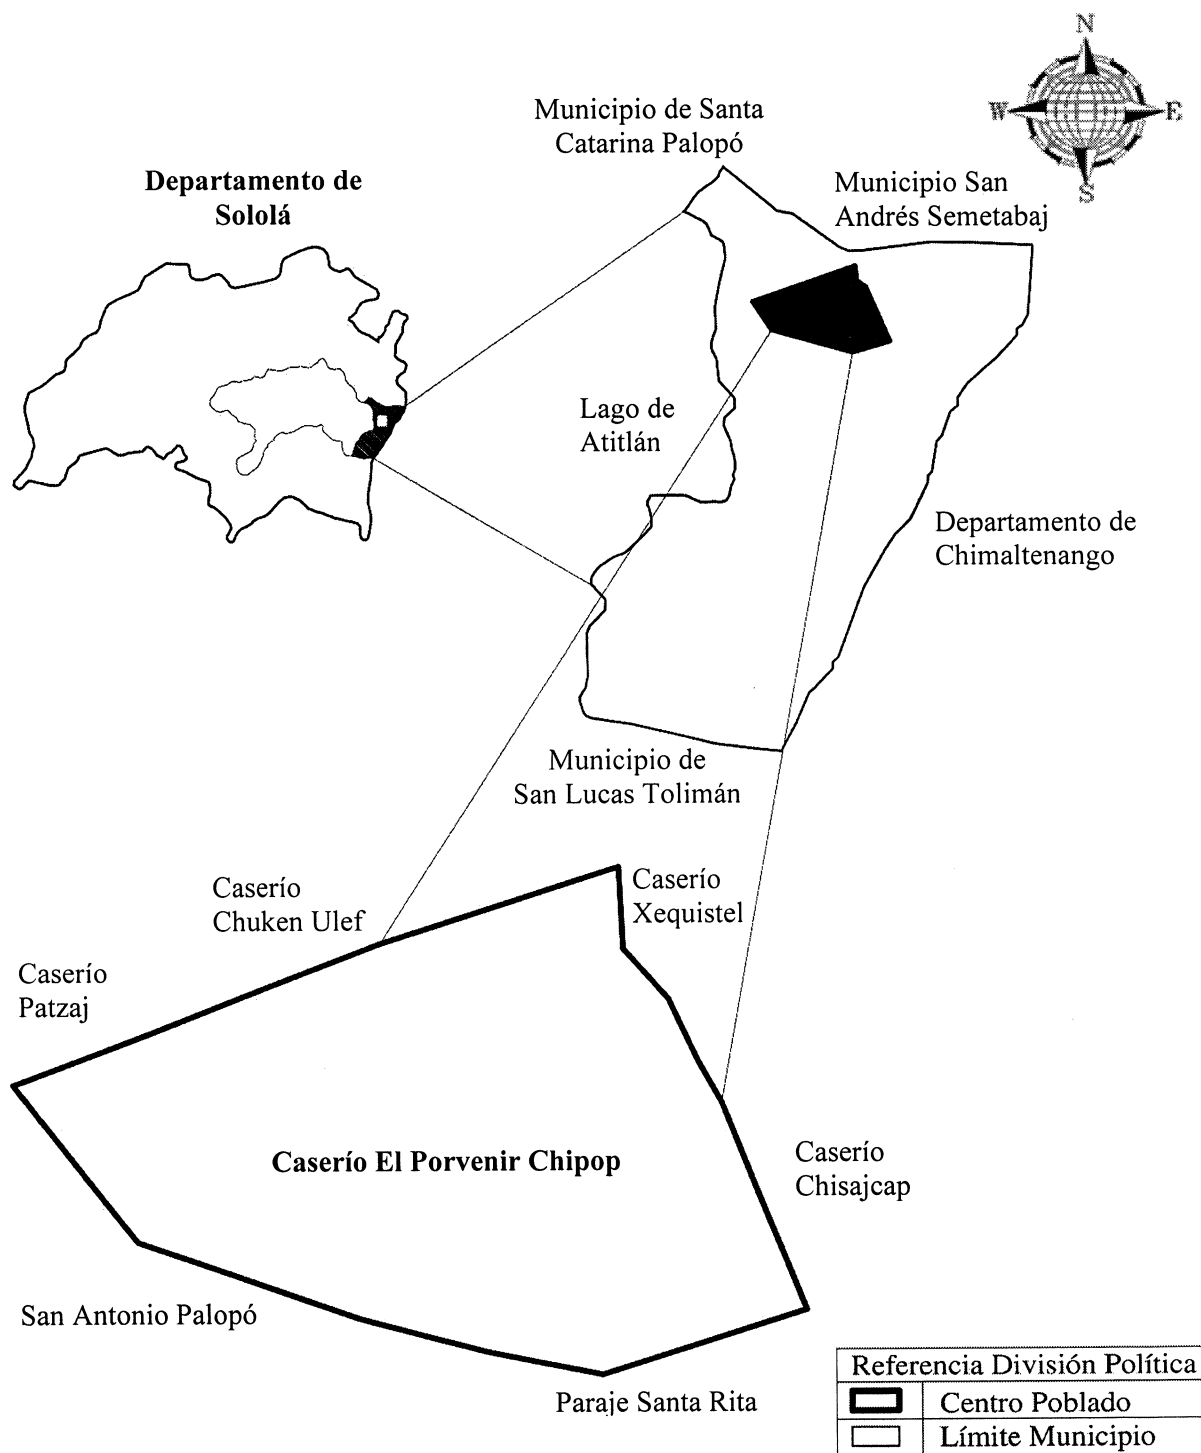 N
W
E
S
Municipio de Santa
Catarina Palopó
Departamento de
Sololá
Municipio San
Andrés Semetabaj
Lago de
Atitlán
Departamento de
Chimaltenango
Municipio de
San Lucas Tolimán
Caserío
Chuken Ulef
Caserío
Xequistel
Caserío
Patzaj
Caserío El Porvenir Chipop
Caserío
Chisajcap
San Antonio Palopó
Paraje Santa Rita
Referencia División Política
Centro Poblado
Límite Municipio